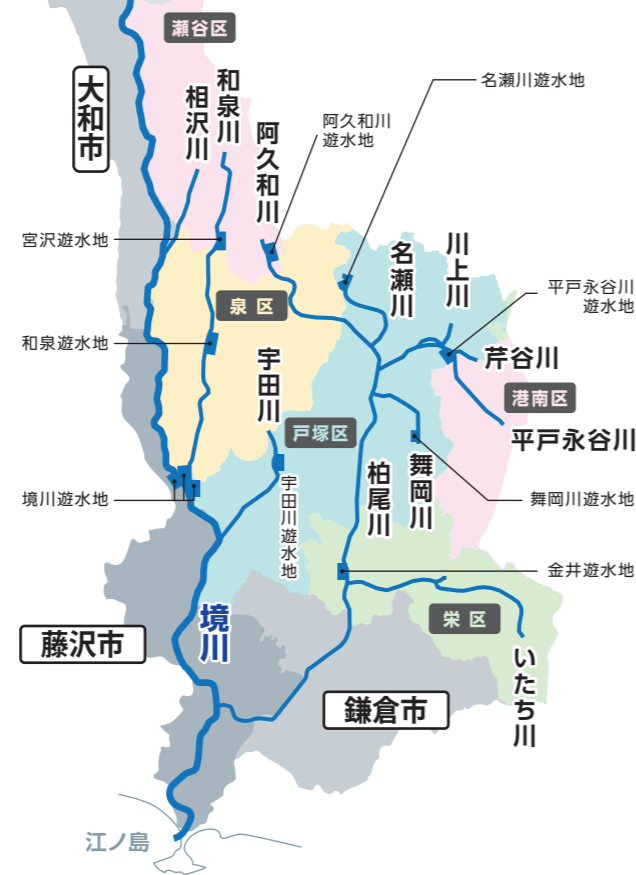 瀬谷区
大和市
相沢川
和泉川
阿久和川
阿久和川
遊水地
名瀬川遊水地
宮沢遊水地
名瀬川
川上川
平戸永谷川
遊水地
泉区
和泉遊水地
宇田川
芹谷川
港南区
戸塚区
平戸永谷川
柏尾川
舞岡川
境川遊水地
宇田川遊水地
舞岡川遊水地
金井遊水地
境川
栄区
藤沢市
いたち川
鎌倉市
江ノ島